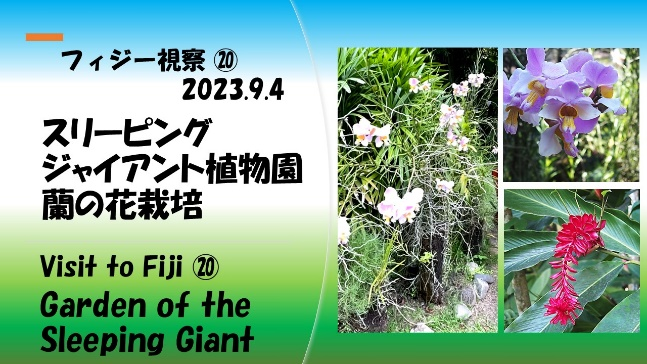 フィジー視察 ⑳
2023.9.4
スリーピング
ジャイアント植物園
蘭の花栽培
Visit to Fiji ⑳
Garden of the
Sleeping Giant